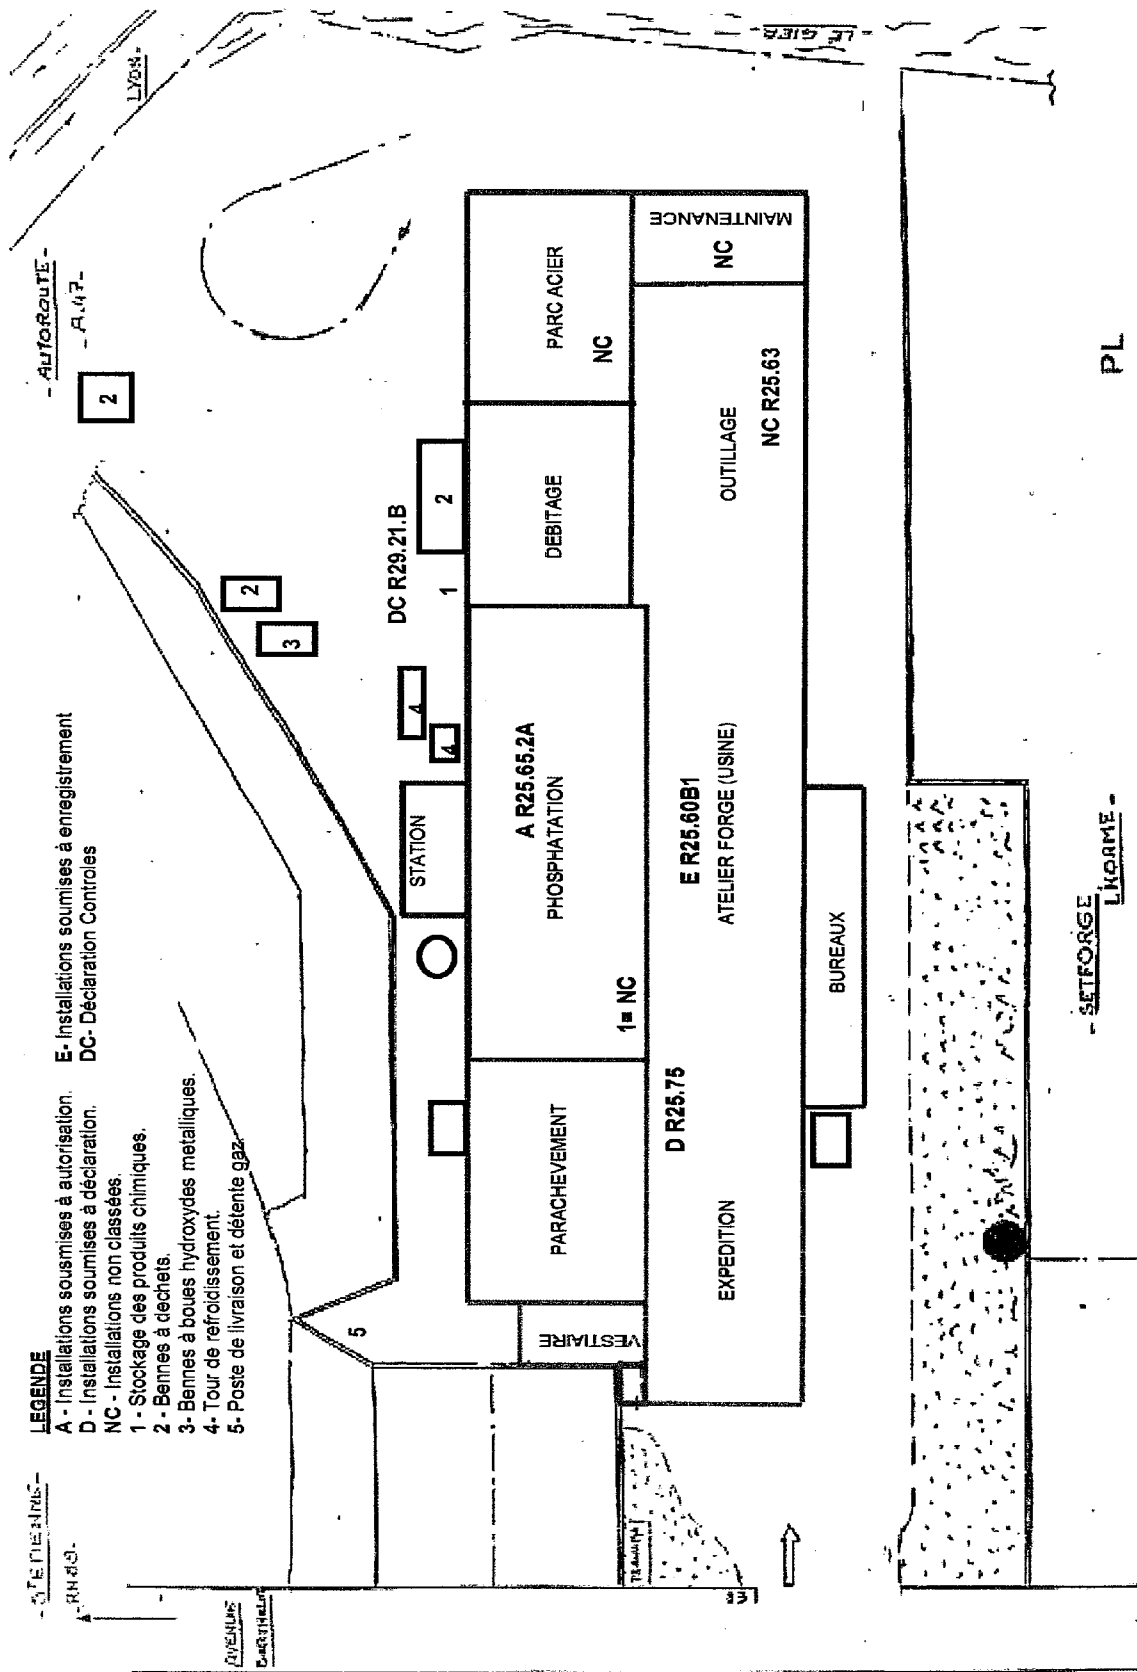 LEGENDE
A - Installations sousmises à autorisation.
D - Installations soumises à déclaration.
NC - Installations non classées.
1 - Stockage des produits chimiques.
2 - Bennes à dechets.
3- Bennes à boues hydroxydes metalliques.
4- Tour de refroidissement.
5- Poste de livraison et détente gaz.
E- Installations soumises à enregistrement
DC- Déclaration Controles
- AUTOROUTE -
- A.47-
LYON-
LE GIER
2
2
3
DC R29.21.B
4
4
1
2
STATION
5
VESTIAIRE
PARACHEVEMENT
A R25.65.2A
PHOSPHATATION
1= NC
DEBITAGE
PARC ACIER
NC
MAINTENANCE
NC
D R25.75
EXPEDITION
E R25.60B1
ATELIER FORGE (USINE)
OUTILLAGE
NC R25.63
BUREAUX
AVENUE
- SETFORGE
L'HORME -
PL